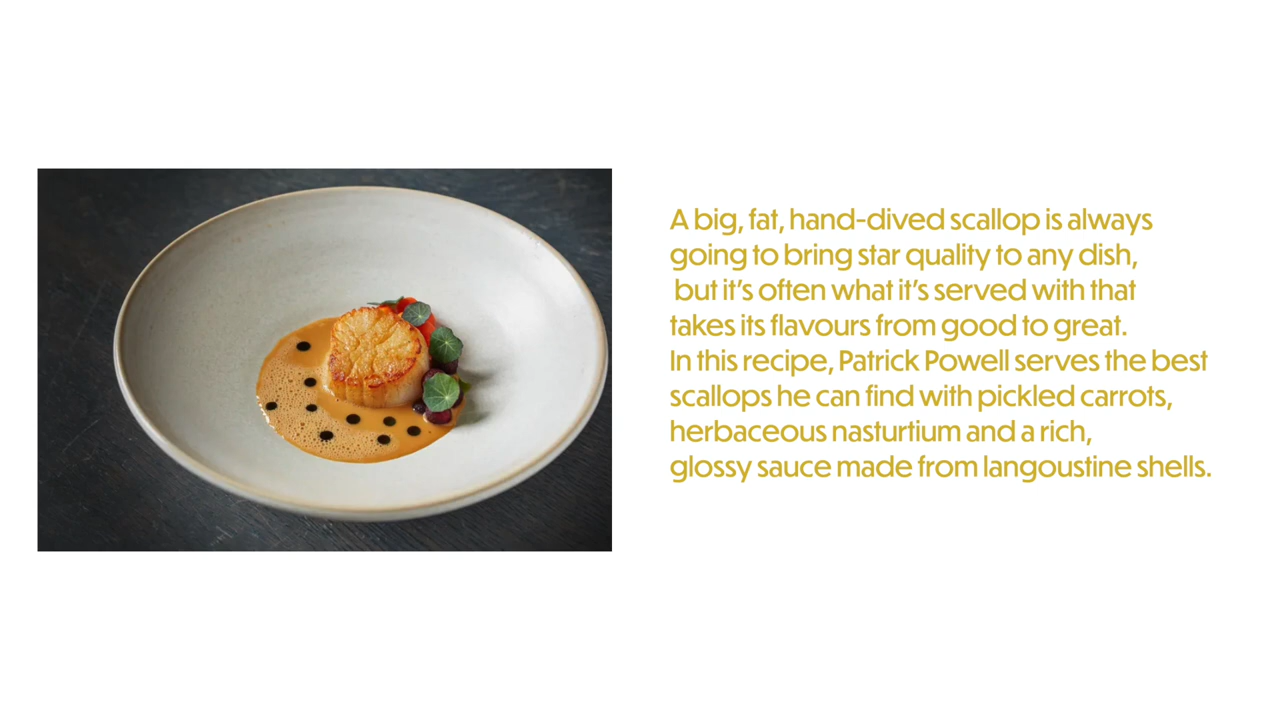 A big, fat, hand-dived scallop is always
going to bring star quality to any dish,
but it’s often what it’s served with that
takes its flavours from good to great.
In this recipe, Patrick Powell serves the best
scallops he can find with pickled carrots,
herbaceous nasturtium and a rich,
glossy sauce made from langoustine shells.